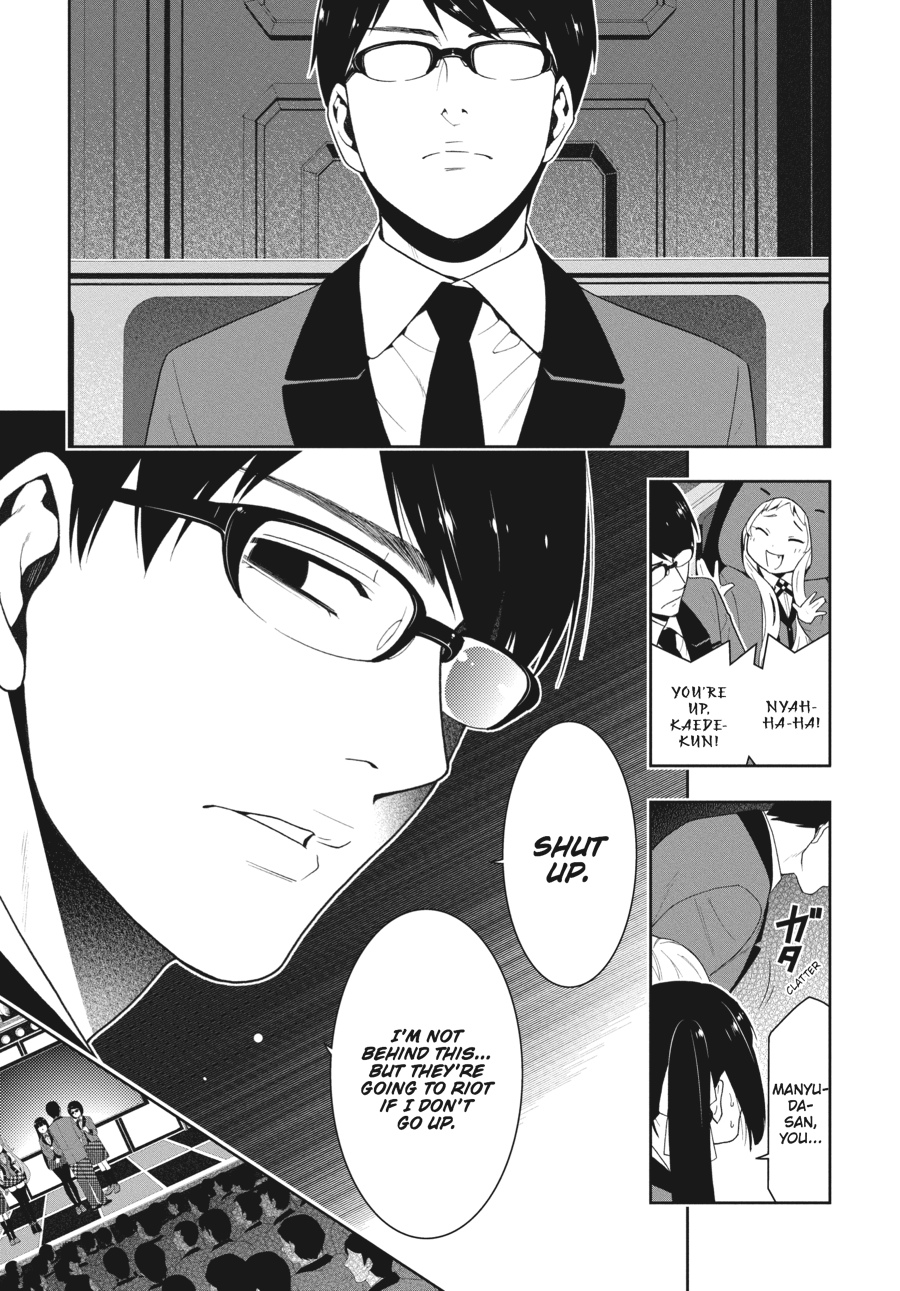 NYAH-
HA-HA!
YOU'RE
UP,
KAEDE-
KUN!
ガタ
CLATTER
MANYU-
DA-
SAN,
YOU...
SHUT
UP.
I'M NOT
BEHIND THIS...
BUT THEY'RE
GOING TO RIOT
IF I DON'T
GO UP.